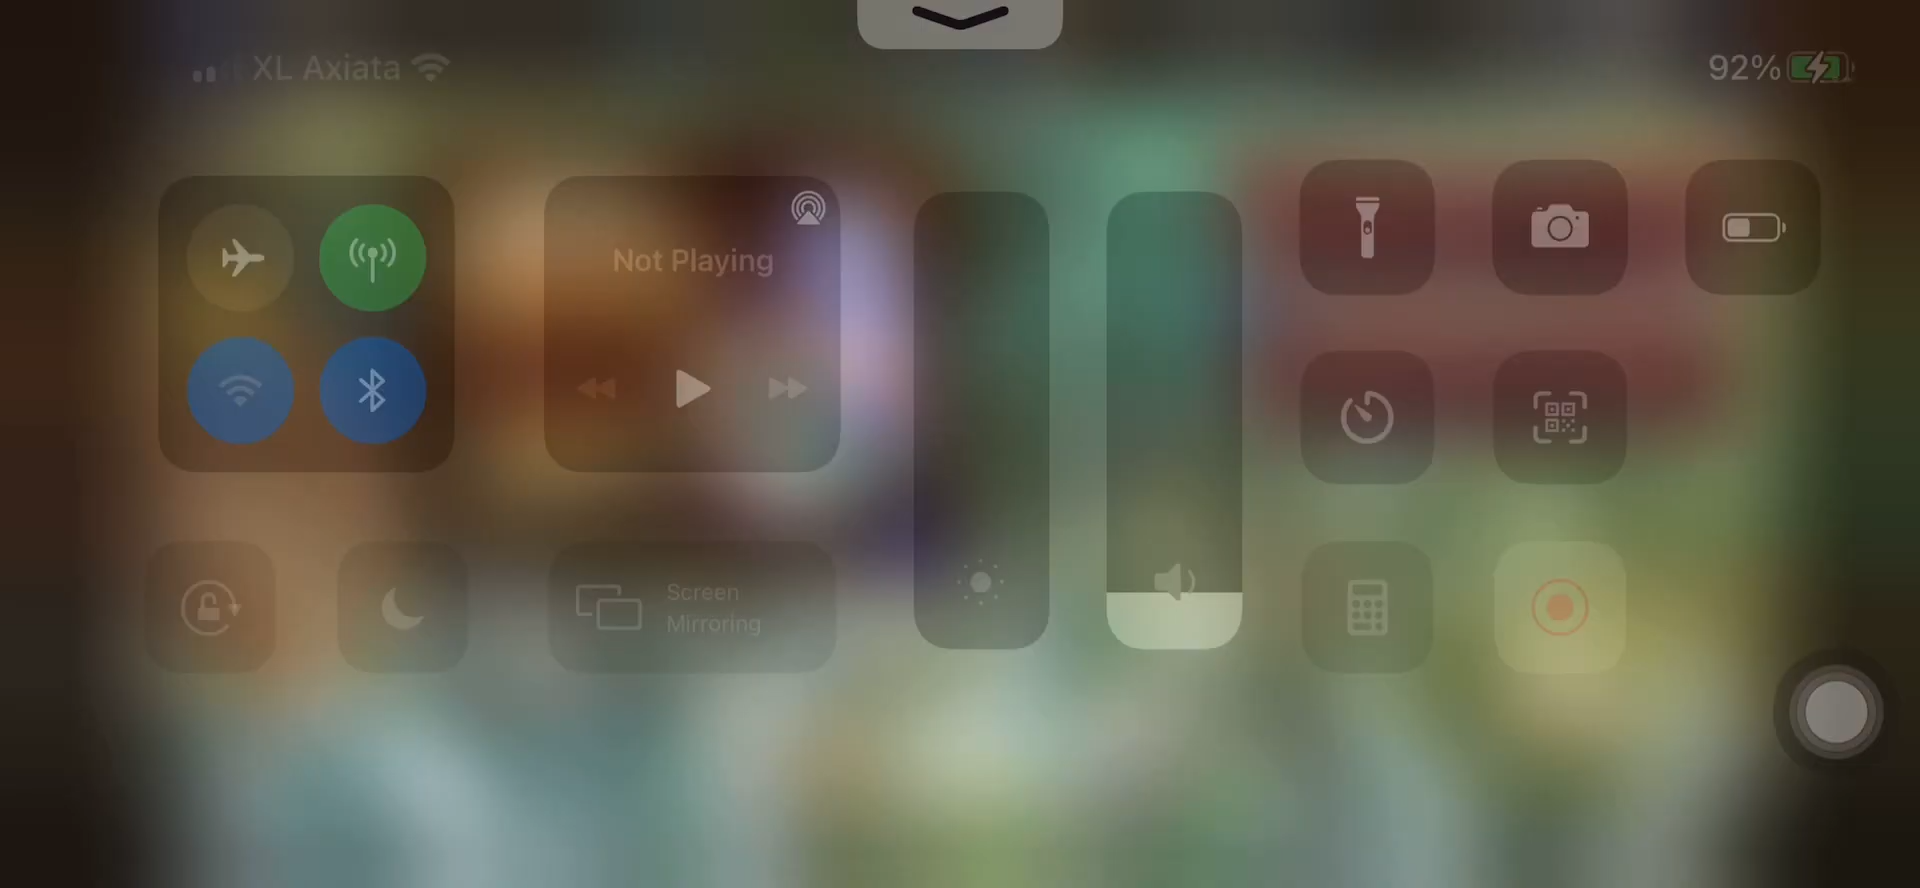 XL Axiata
92%
Not Playing
Screen
Mirroring